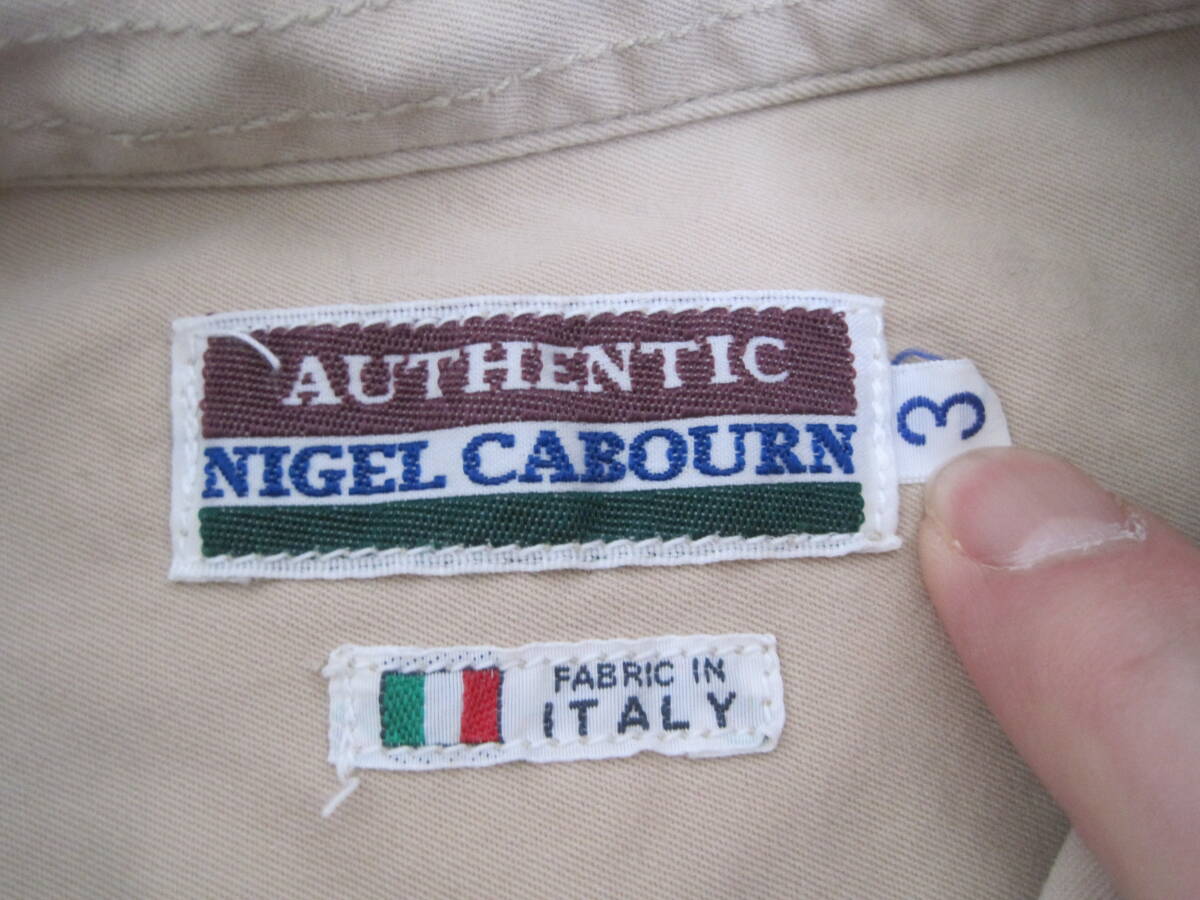 AUTHENTIC
NIGEL CABOURN
3
FABRIC IN
ITALY